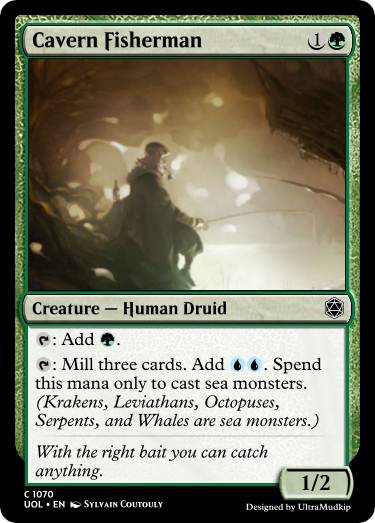 Cavern Fisherman 1
Creature — Human Druid
: Add .
: Mill three cards. Add . Spend
this mana only to cast sea monsters.
(Krakens, Leviathans, Octopuses,
Serpents, and Whales are sea monsters.)
With the right bait you can catch
anything.
1/2
C 1070
UOL • EN Sylvain Coutouly
Designed by UltraMudkip